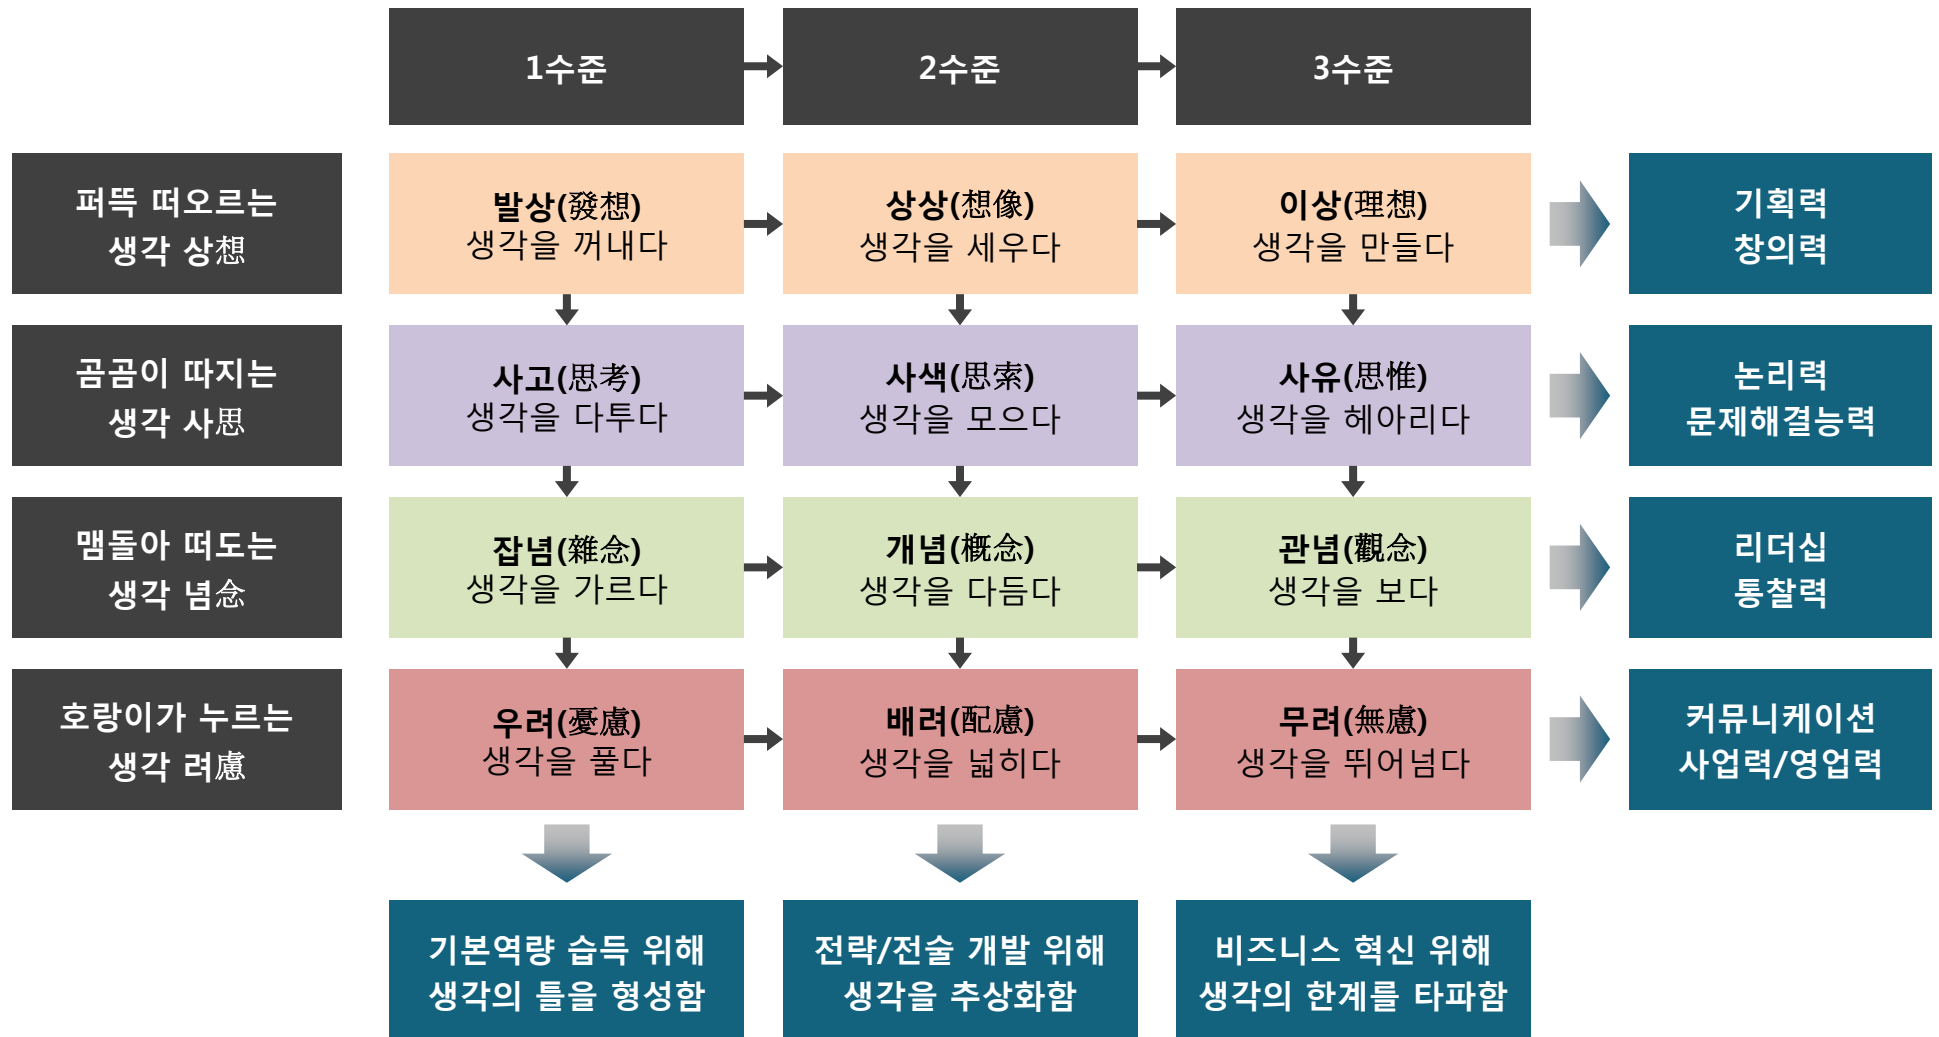 1수준
2수준
3수준
퍼뜩 떠오르는
생각 상想
발상(發想)
생각을 꺼내다
상상(想像)
생각을 세우다
이상(理想)
생각을 만들다
기획력
창의력
곰곰이 따지는
생각 사思
사고(思考)
생각을 다투다
사색(思索)
생각을 모으다
사유(思惟)
생각을 헤아리다
논리력
문제해결능력
맴돌아 떠도는
생각 념念
잡념(雜念)
생각을 가르다
개념(槪念)
생각을 다듬다
관념(觀念)
생각을 보다
리더십
통찰력
호랑이가 누르는
생각 려慮
우려(憂慮)
생각을 풀다
배려(配慮)
생각을 넓히다
무려(無慮)
생각을 뛰어넘다
커뮤니케이션
사업력/영업력
기본역량 습득 위해
생각의 틀을 형성함
전략/전술 개발 위해
생각을 추상화함
비즈니스 혁신 위해
생각의 한계를 타파함